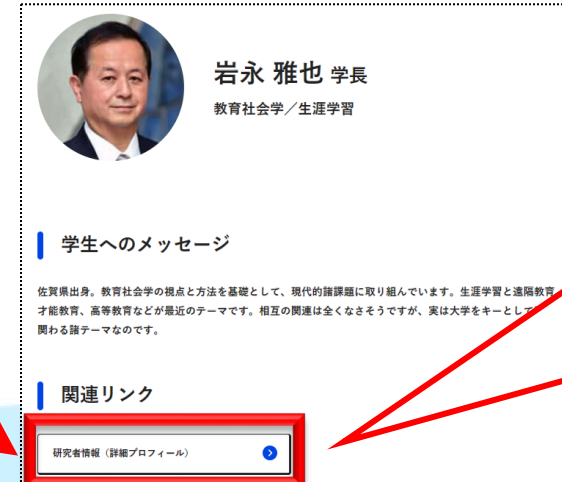 岩永 雅也 学長
教育社会学／生涯学習
学生へのメッセージ
佐賀県出身。教育社会学の視点と方法を基礎として、現代的諸課題に取り組んでいます。生涯学習と遠隔教育、
才能教育、高等教育などが最近のテーマです。相互の関連は全くなさそうですが、実は大学をキーとして
関わる諸テーマなのです。
関連リンク
研究者情報（詳細プロフィール）